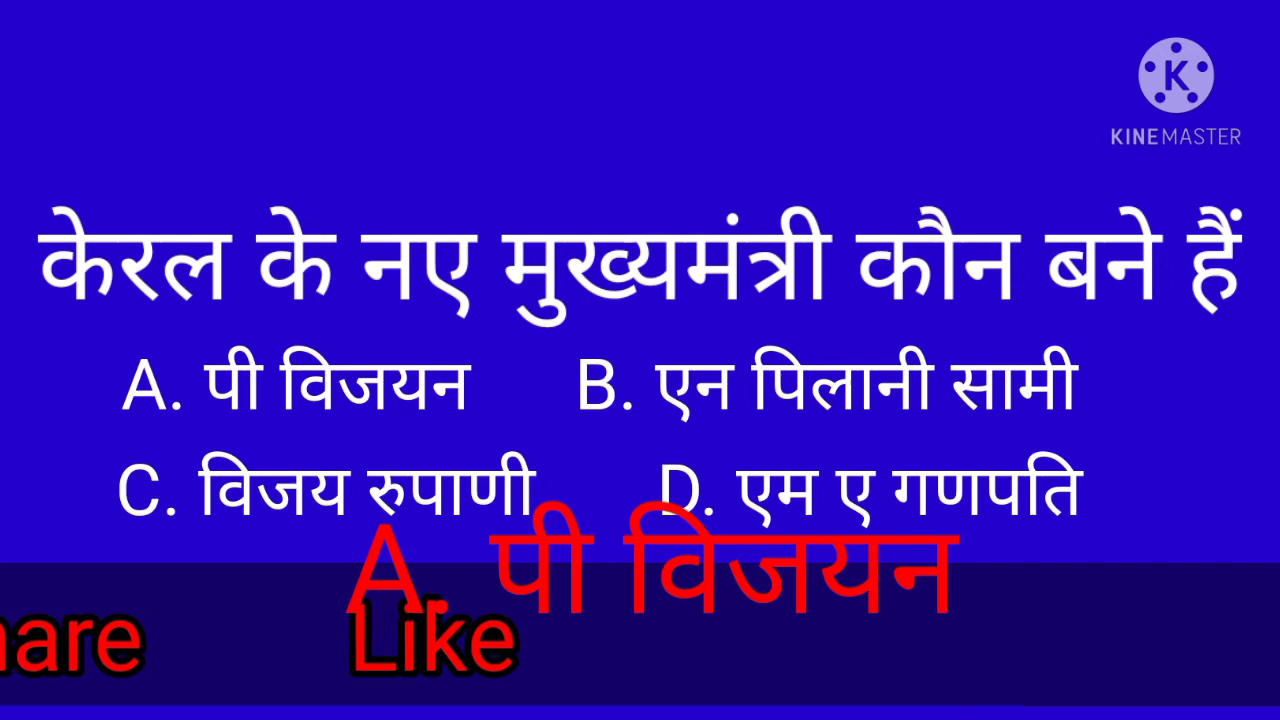 KINEMASTER
केरल के नए मुख्यमंत्री कौन बने हैं
A. पी विजयन B. एन पिलानी सामी
C. विजय रुपाणी D. एम ए गणपति
A. पी विजयन
hare Like